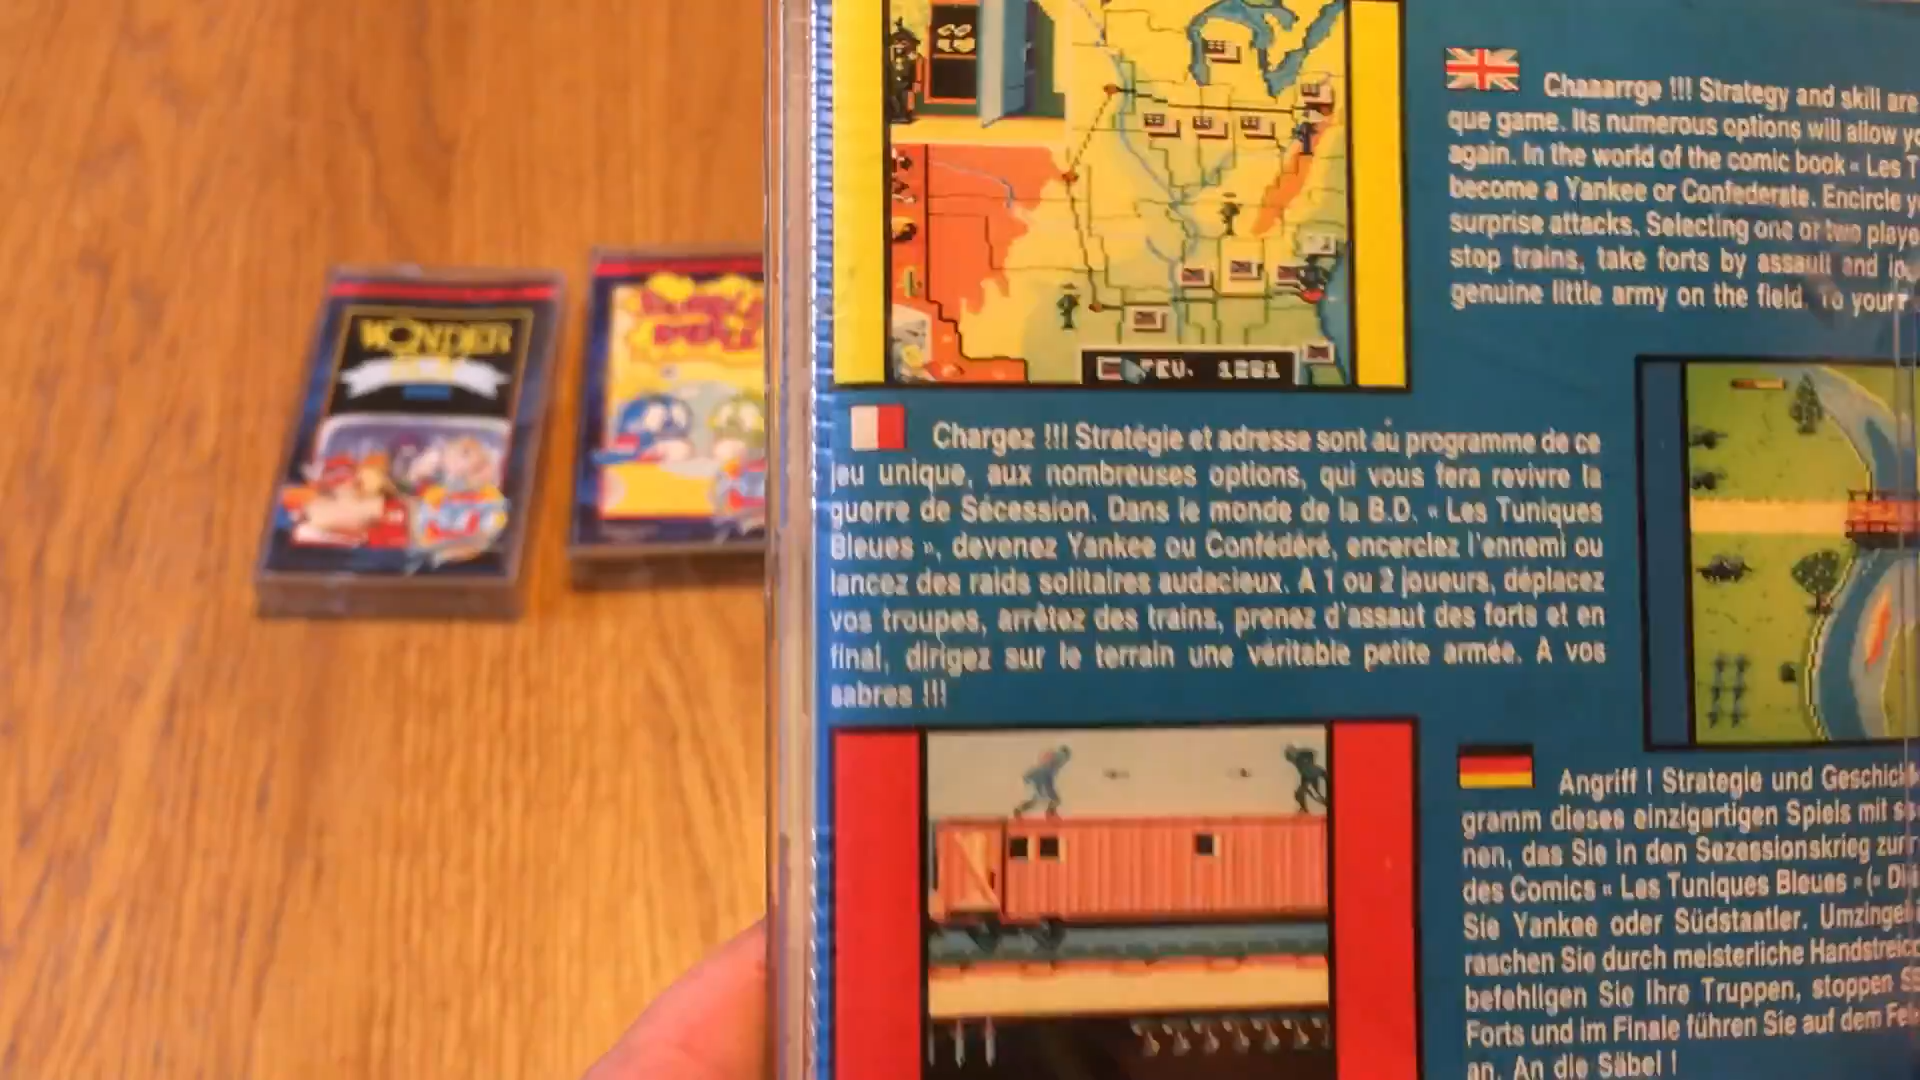 WONDER
Chaaarrge !!! Strategy and skill are
que game. Its numerous options will allow
again. In the world of the comic book « Les T
become a Yankee or Confederate. Encircle
surprise attacks. Selecting one or two playe
stop trains, take forts by assault and
genuine little army on the field. To your
Chargez !!! Stratégie et adresse sont au programme de ce
jeu unique, aux nombreuses options, qui vous fera revivre la
guerre de Sécession. Dans le monde de la B.D. « Les Tuniques
Bleues », devenez Yankee ou Confédéré, encerclez l'ennemi ou
lancez des raids solitaires audacieux. A 1 ou 2 joueurs, déplacez
vos troupes, arrêtez des trains, prenez d'assaut des forts et en
final, dirigez sur le terrain une véritable petite armée. A vos
sabres !!!
Angriff ! Strategie und Geschick
gramm dieses einzigartigen Spiels mit
nen, das Sie in den Sezessionskrieg zur
des Comics « Les Tuniques Bleues » (« D
Sie Yankee oder Südstaatler. Umzingel
raschen Sie durch meisterliche Handstreic
befehligen Sie Ihre Truppen, stoppen S
Forts und im Finale führen Sie auf dem Fel
an. An die Säbel !